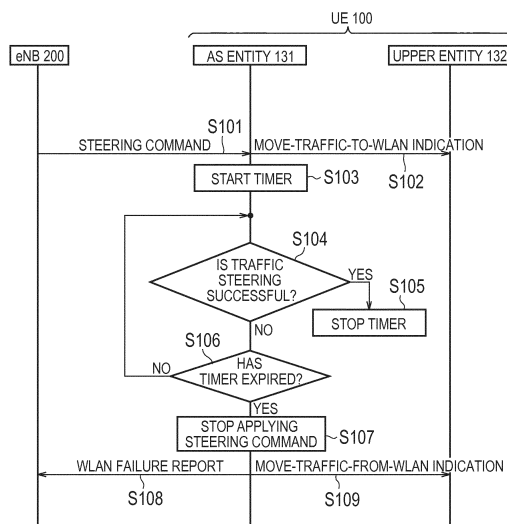 UE 100
eNB 200
AS ENTITY 131
UPPER ENTITY 132
S101
STEERING COMMAND
MOVE-TRAFFIC-TO-WLAN INDICATION
S102
START TIMER
S103
S104
IS TRAFFIC
STEERING
SUCCESSFUL?
YES
S105
STOP TIMER
NO
S106
HAS
TIMER EXPIRED?
NO
YES
STOP APPLYING
STEERING COMMAND
S107
WLAN FAILURE REPORT
MOVE-TRAFFIC-FROM-WLAN INDICATION
S108
S109